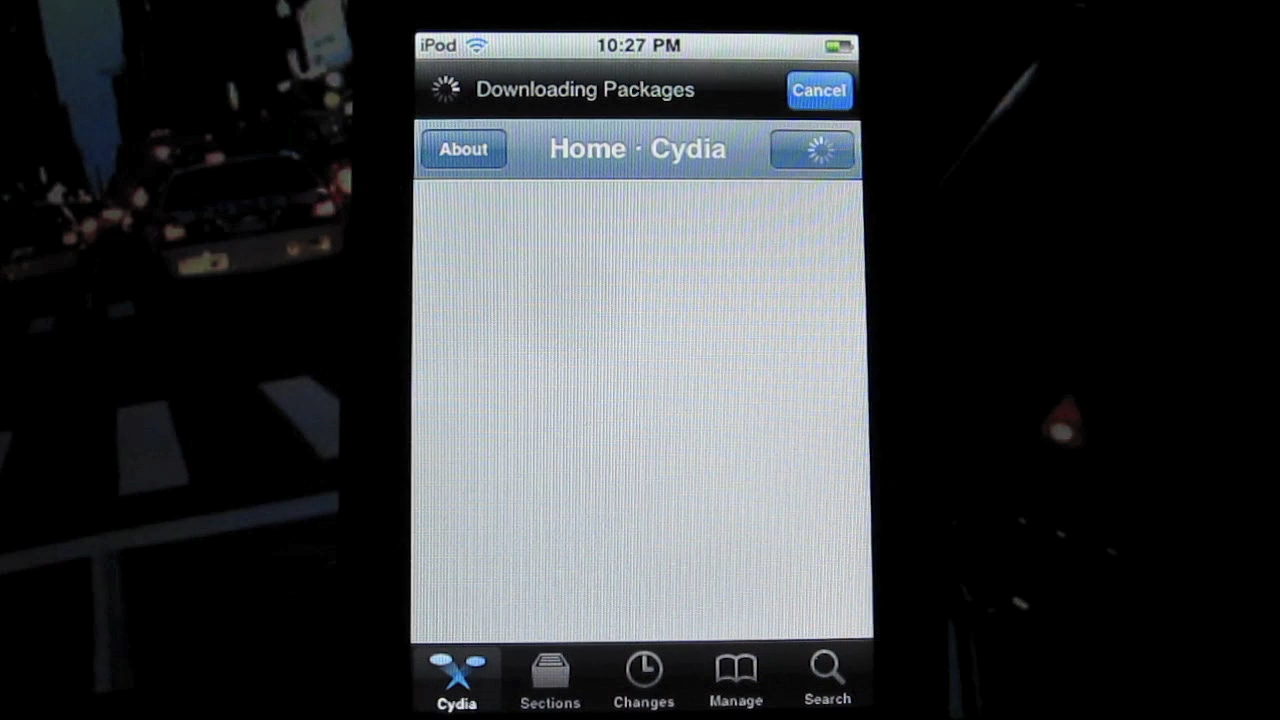 iPod 10:27 PM
Downloading Packages Cancel
About Home · Cydia
Cydia Sections Changes Manage Search